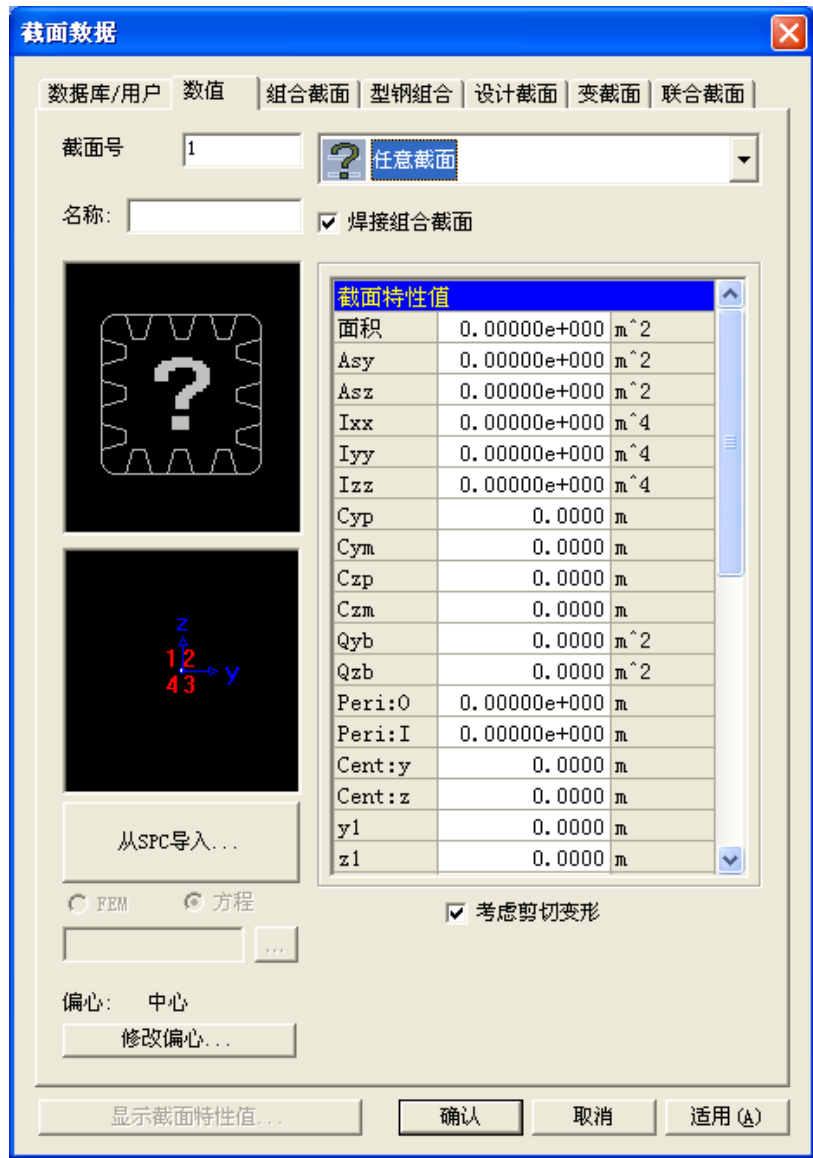 截面数据
数据库/用户 数值 组合截面 型钢组合 设计截面 变截面 联合截面
截面号 1 任意截面
名称: 焊接组合截面
截面特性值
面积 0.00000e+000 m^2
Asy 0.00000e+000 m^2
Asz 0.00000e+000 m^2
Ixx 0.00000e+000 m^4
Iyy 0.00000e+000 m^4
Izz 0.00000e+000 m^4
Cyp 0.0000 m
Cym 0.0000 m
Czp 0.0000 m
Czm 0.0000 m
Qyb 0.0000 m^2
Qzb 0.0000 m^2
Peri:O 0.00000e+000 m
Peri:I 0.00000e+000 m
Cent:y 0.0000 m
Cent:z 0.0000 m
y1 0.0000 m
z1 0.0000 m
?
z
1 2
y
4 3
从SPC导入...
FEM 方程
...
考虑剪切变形
偏心: 中心
修改偏心...
显示截面特性值... 确认 取消 适用(A)